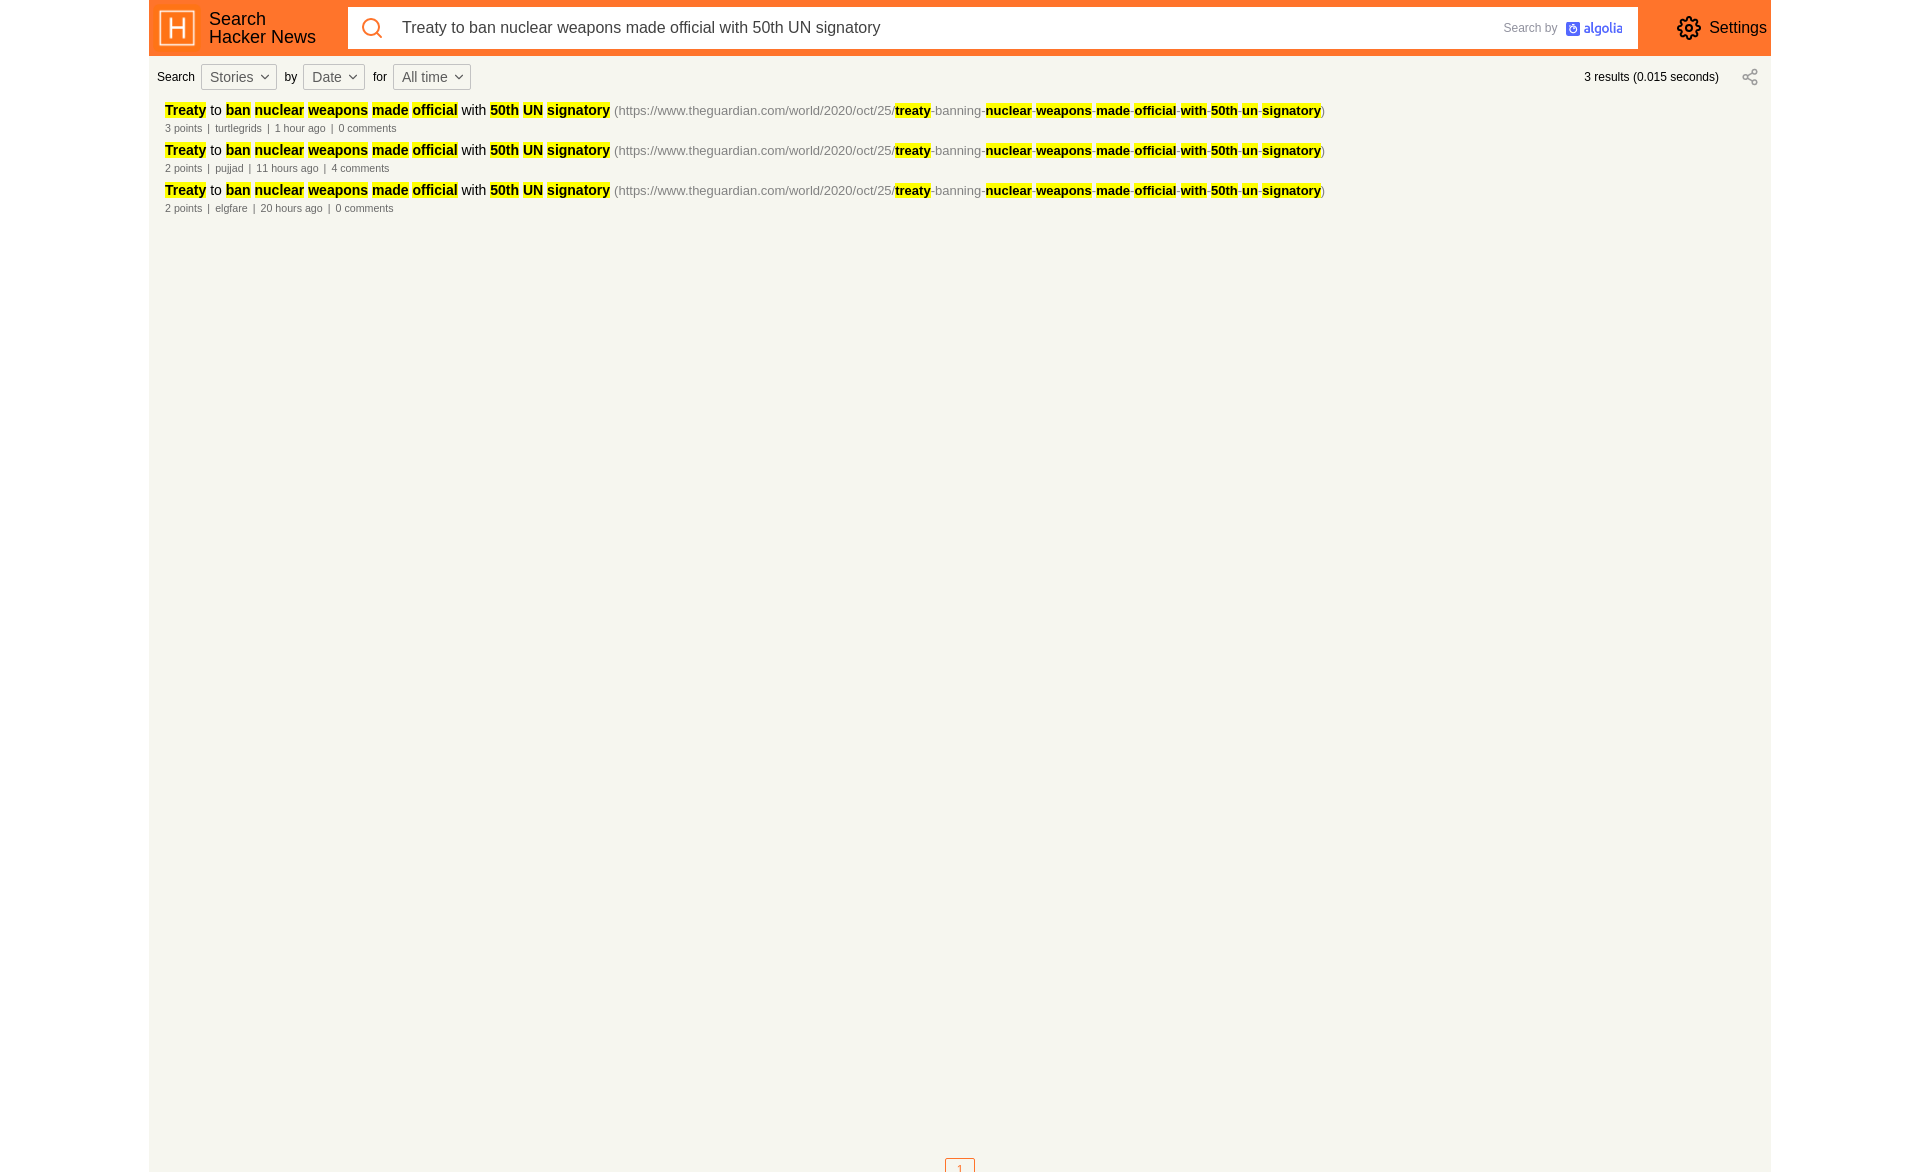 H
Search
Hacker News
Treaty to ban nuclear weapons made official with 50th UN signatory
Search by algolia
Settings
Search Stories by Date for All time
3 results (0.015 seconds)
Treaty to ban nuclear weapons made official with 50th UN signatory (https://www.theguardian.com/world/2020/oct/25/treaty-banning-nuclear-weapons-made-official-with-50th-un-signatory)
3 points | turtlegrids | 1 hour ago | 0 comments
Treaty to ban nuclear weapons made official with 50th UN signatory (https://www.theguardian.com/world/2020/oct/25/treaty-banning-nuclear-weapons-made-official-with-50th-un-signatory)
2 points | pujjad | 11 hours ago | 4 comments
Treaty to ban nuclear weapons made official with 50th UN signatory (https://www.theguardian.com/world/2020/oct/25/treaty-banning-nuclear-weapons-made-official-with-50th-un-signatory)
2 points | elgfare | 20 hours ago | 0 comments
1